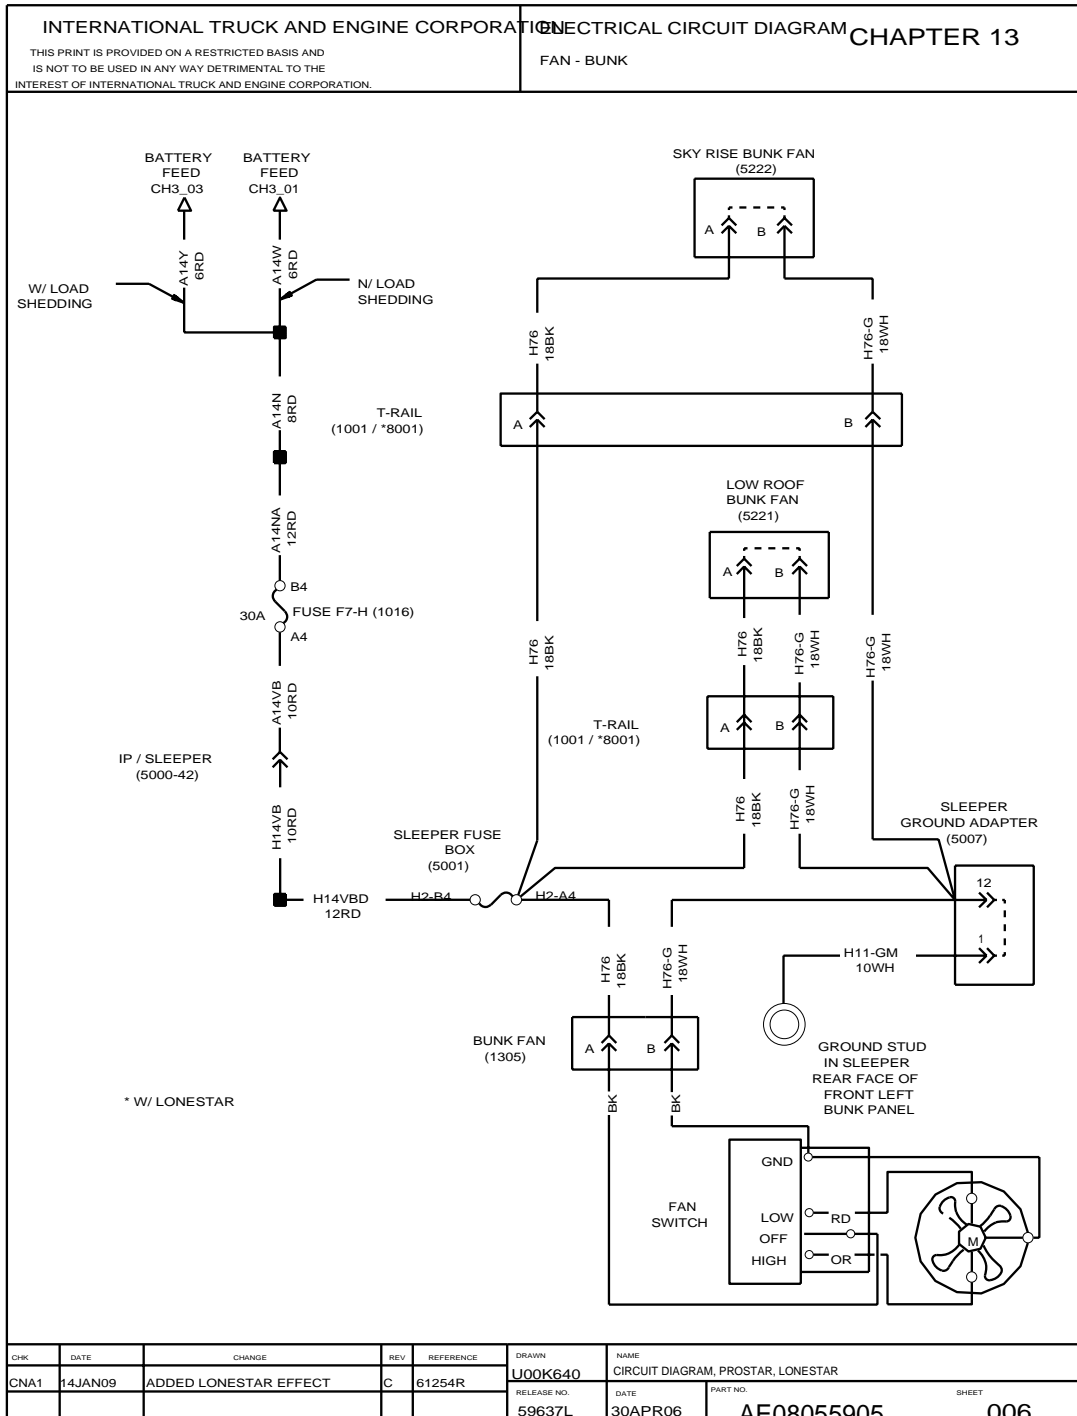 INTERNATIONAL TRUCK AND ENGINE CORPORATION
THIS PRINT IS PROVIDED ON A RESTRICTED BASIS AND
IS NOT TO BE USED IN ANY WAY DETRIMENTAL TO THE
INTEREST OF INTERNATIONAL TRUCK AND ENGINE CORPORATION.
ELECTRICAL CIRCUIT DIAGRAM
CHAPTER 13
FAN - BUNK
BATTERY
FEED
CH3_03
BATTERY
FEED
CH3_01
A14Y
6RD
A14W
6RD
W/ LOAD
SHEDDING
N/ LOAD
SHEDDING
SKY RISE BUNK FAN
(5222)
A
B
H76
18BK
H76-G
18WH
A14N
8RD
T-RAIL
(1001 / *8001)
A
B
A14NA
12RD
LOW ROOF
BUNK FAN
(5221)
A
B
B4
30A
FUSE F7-H (1016)
A4
H76
18BK
H76
18BK
H76-G
18WH
H76-G
18WH
A14VB
10RD
T-RAIL
(1001 / *8001)
A
B
IP / SLEEPER
(5000-42)
H14VB
10RD
H76
18BK
H76-G
18WH
SLEEPER FUSE
BOX
(5001)
SLEEPER
GROUND ADAPTER
(5007)
H14VBD
12RD
H2-B4
H2-A4
12
1
H76
18BK
H76-G
18WH
H11-GM
10WH
BUNK FAN
(1305)
A
B
GROUND STUD
IN SLEEPER
REAR FACE OF
FRONT LEFT
BUNK PANEL
* W/ LONESTAR
BK
BK
FAN
SWITCH
GND
LOW
OFF
HIGH
RD
OR
M
CHK
DATE
CHANGE
REV
REFERENCE
DRAWN
NAME
CNA1
14JAN09
ADDED LONESTAR EFFECT
C
61254R
U00K640
CIRCUIT DIAGRAM, PROSTAR, LONESTAR
RELEASE NO.
DATE
PART NO.
SHEET
59637L
30APR06
AE08055905
006